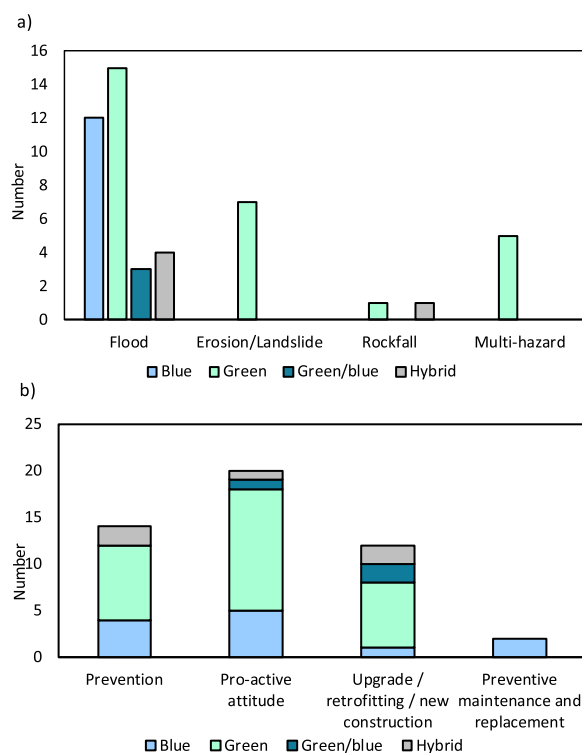 a)
16
14
12
10
8
6
4
2
0
Number
Flood Erosion/Landslide Rockfall Multi-hazard
Blue Green Green/blue Hybrid
b)
25
20
15
10
5
0
Number
Prevention Pro-active Upgrade / Preventive
attitude retrofitting / new maintenance and
construction replacement
Blue Green Green/blue Hybrid